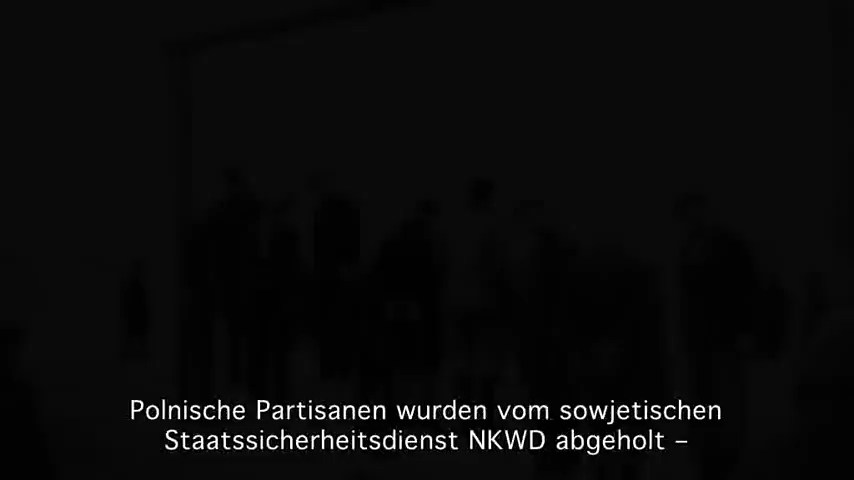 Polnische Partisanen wurden vom sowjetischen
Staatssicherheitsdienst NKWD abgeholt –